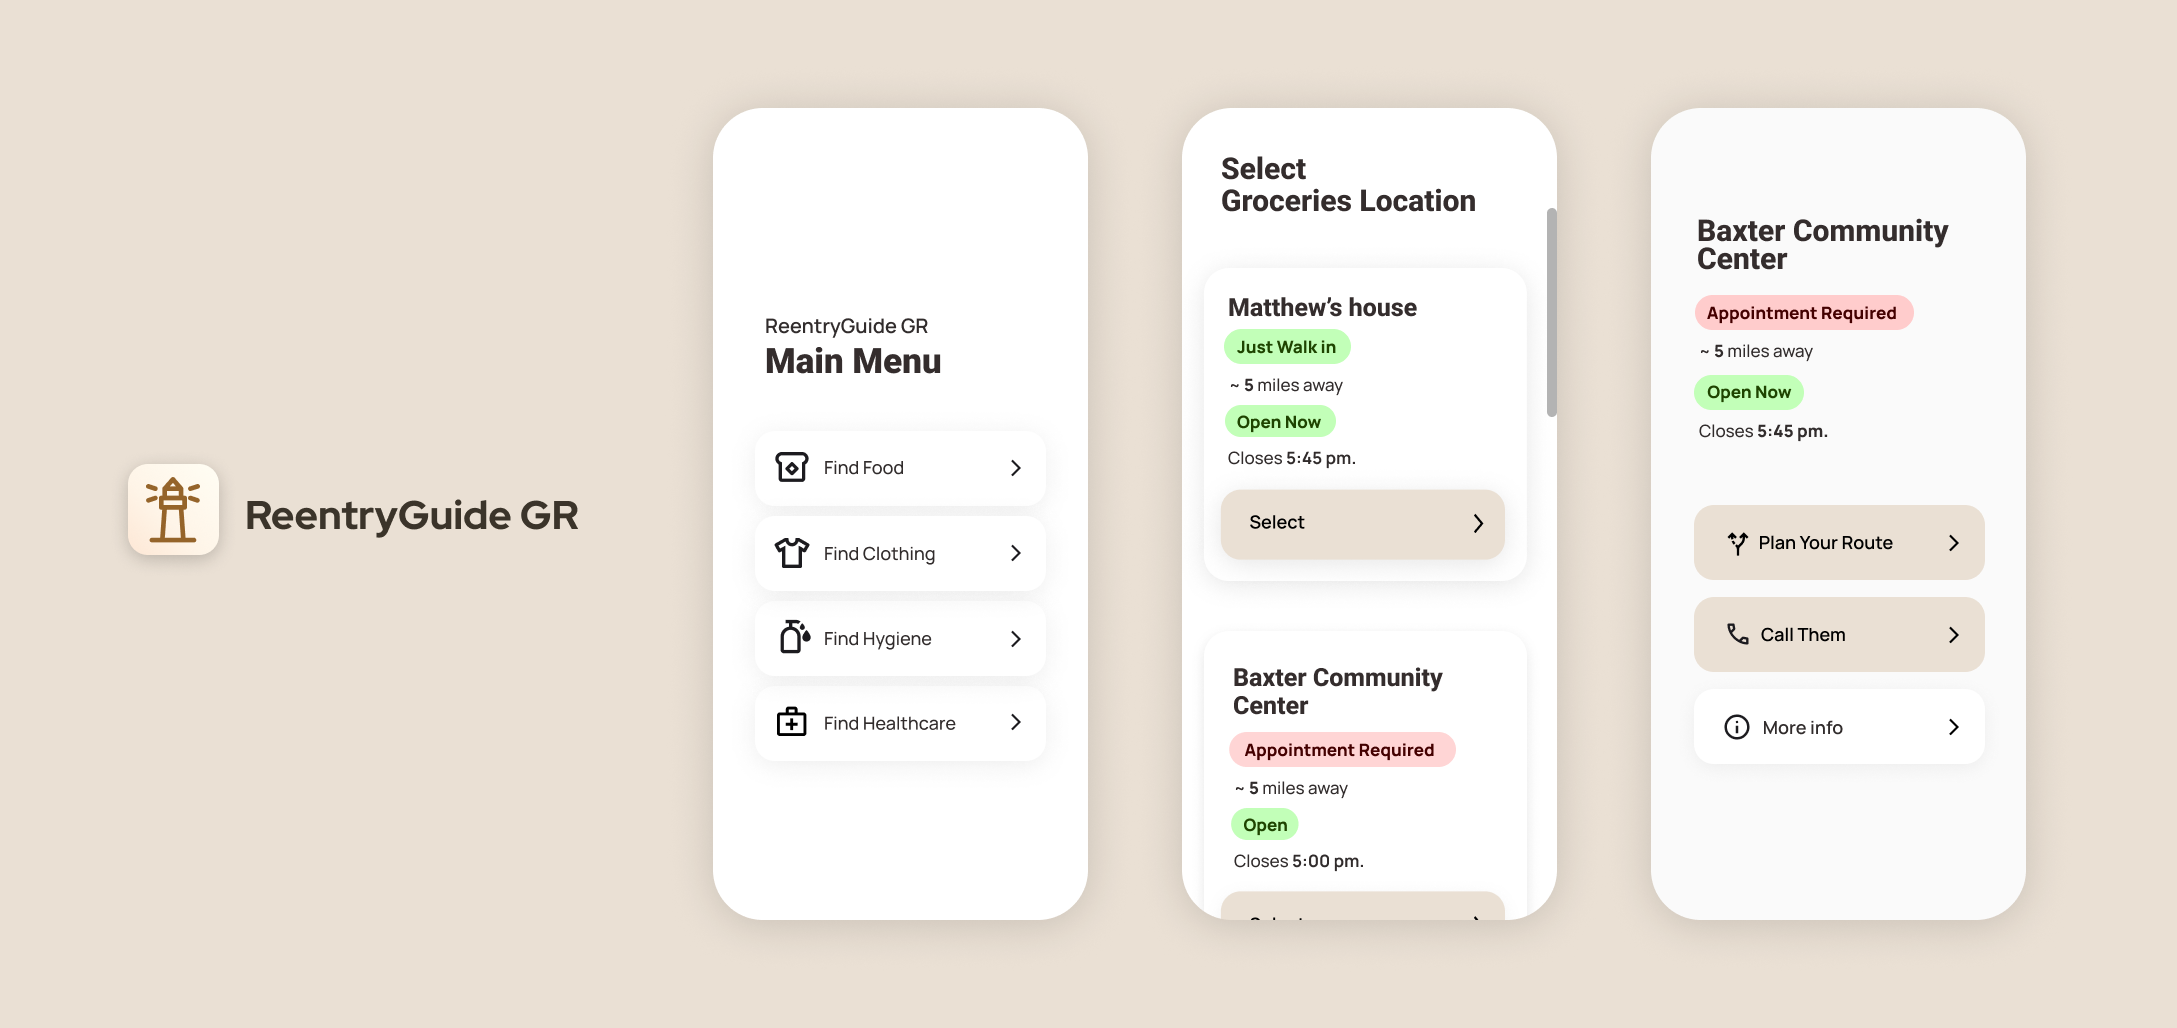 ReentryGuide GR
ReentryGuide GR
Main Menu
Find Food
Find Clothing
Find Hygiene
Find Healthcare
Select
Groceries Location
Matthew’s house
Just Walk in
~ 5 miles away
Open Now
Closes 5:45 pm.
Select
Baxter Community
Center
Appointment Required
~ 5 miles away
Open
Closes 5:00 pm.
Baxter Community
Center
Appointment Required
~ 5 miles away
Open Now
Closes 5:45 pm.
Plan Your Route
Call Them
More info